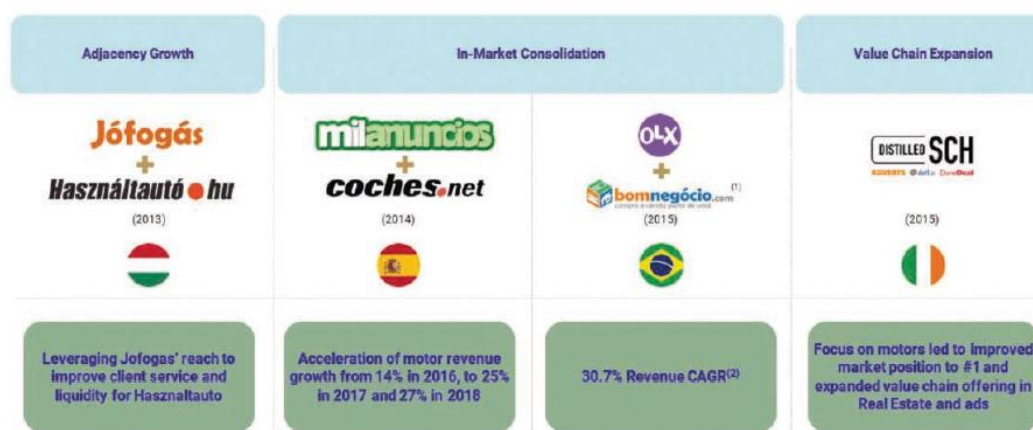 Adjacency Growth
In-Market Consolidation
Value Chain Expansion
Jófogás
+
Használtautó.hu
(2013)
milanuncios
+
coches.net
(2014)
OLX
+
bomnegócio.com (1)
(2015)
DISTILLED SCH
ADVERTS daft.ie DoneDeal
(2015)
Leveraging Jofogas' reach to
improve client service and
liquidity for Hasznaltauto
Acceleration of motor revenue
growth from 14% in 2016, to 25%
in 2017 and 27% in 2018
30.7% Revenue CAGR(2)
Focus on motors led to improved
market position to #1 and
expanded value chain offering in
Real Estate and ads